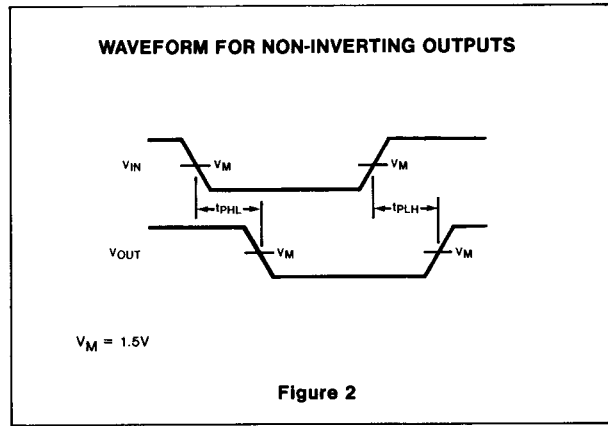 WAVEFORM FOR NON-INVERTING OUTPUTS
VIN
VM
VM
tPHL
tPLH
VOUT
VM
VM
VM = 1.5V
Figure 2